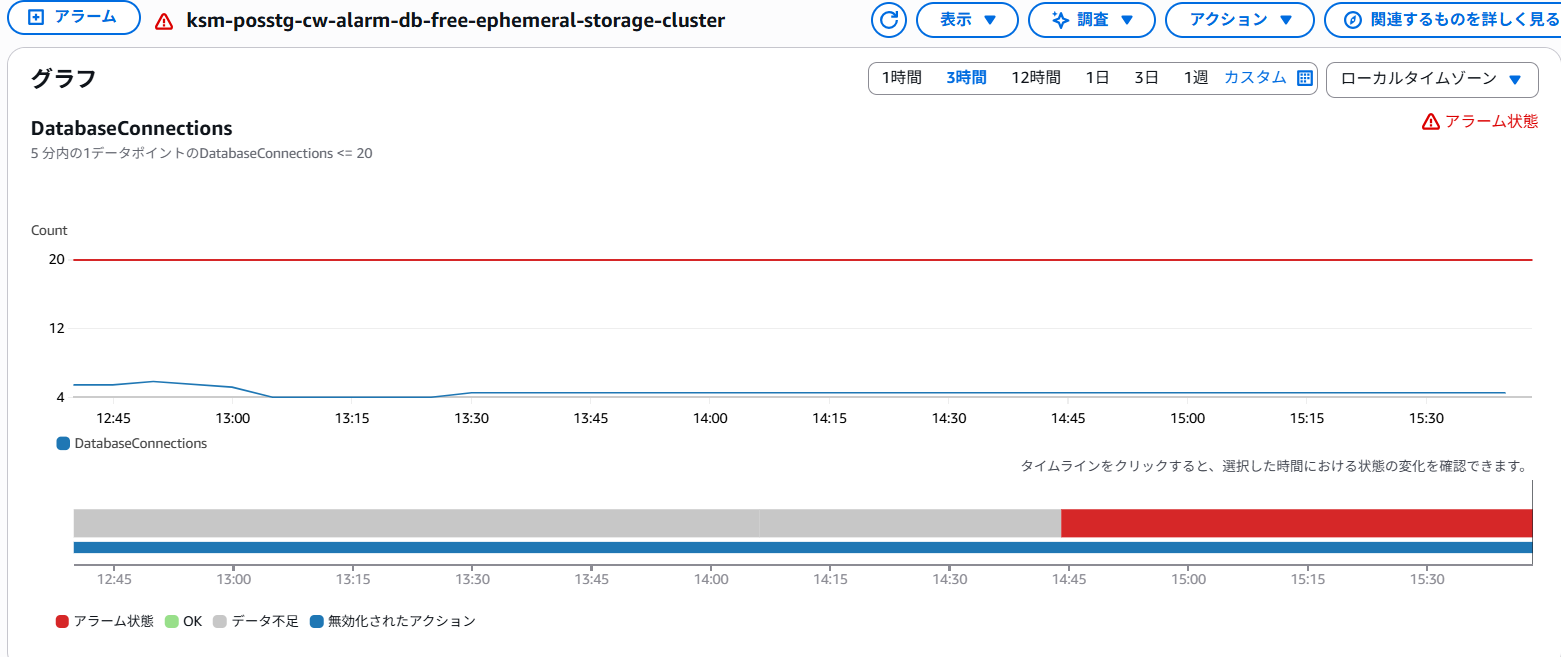 アラーム
ksm-posstg-cw-alarm-db-free-ephemeral-storage-cluster
表示 調査 アクション 関連するものを詳しく見る
グラフ
1時間 3時間 12時間 1日 3日 1週 カスタム ローカルタイムゾーン
DatabaseConnections
アラーム状態
5 分内の1データポイントのDatabaseConnections <= 20
Count
20
12
4
12:45 13:00 13:15 13:30 13:45 14:00 14:15 14:30 14:45 15:00 15:15 15:30
DatabaseConnections
タイムラインをクリックすると、選択した時間における状態の変化を確認できます。
12:45 13:00 13:15 13:30 13:45 14:00 14:15 14:30 14:45 15:00 15:15 15:30
アラーム状態 OK データ不足 無効化されたアクション